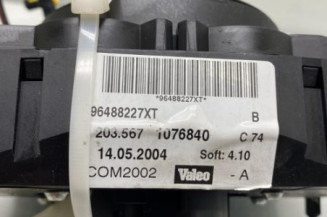 *96488227XT*
96488227XT B
203.567 1076840 C 74
14.05.2004 Soft: 4.10
COM2002 Valeo - A